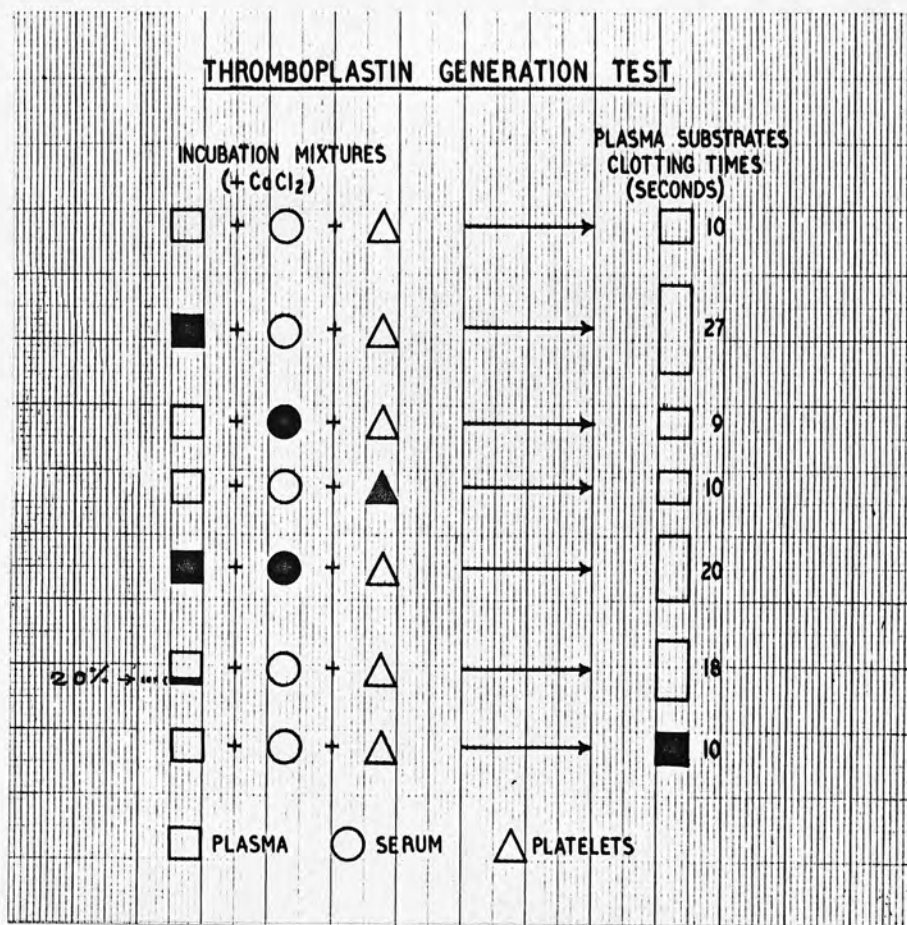 THROMBOPLASTIN GENERATION TEST
INCUBATION MIXTURES
(+ CaCl2)
PLASMA SUBSTRATES
CLOTTING TIMES
(SECONDS)
+ + 10
+ + 27
+ + 9
+ + 10
+ + 20
20% → + + 18
+ + 10
PLASMA SERUM PLATELETS